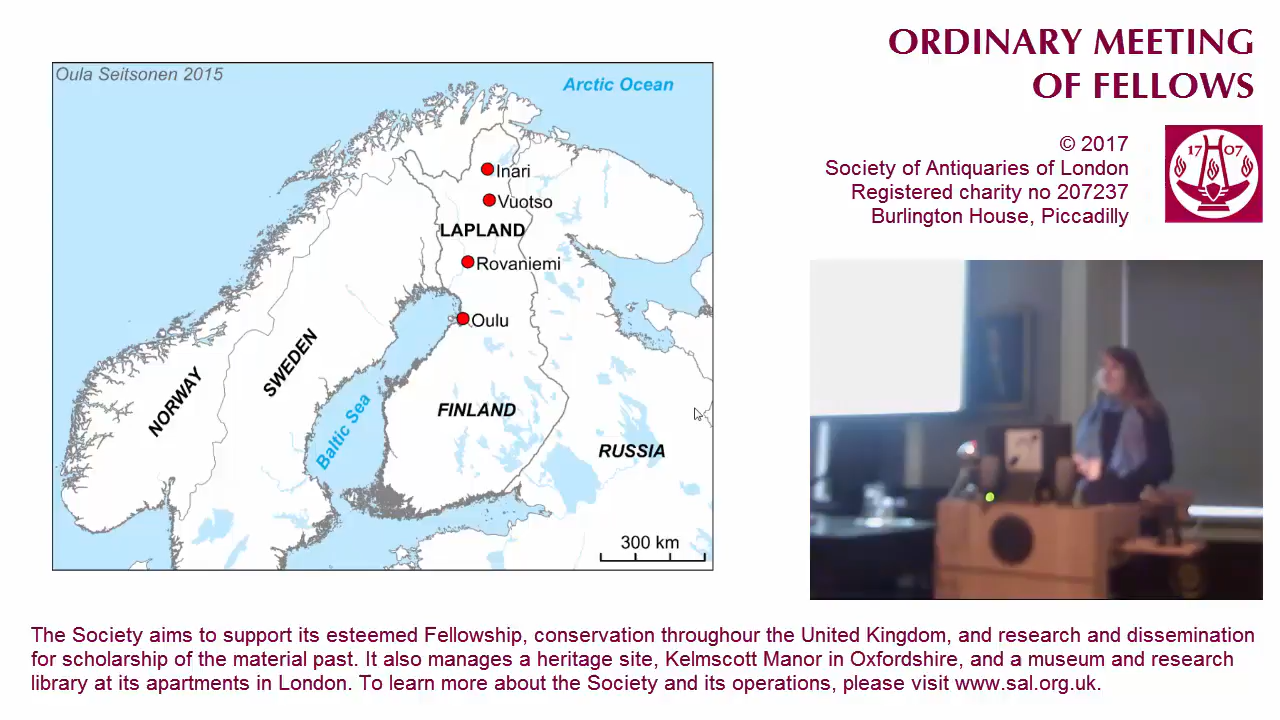 Oula Seitsonen 2015
Arctic Ocean
Inari
Vuotso
LAPLAND
Rovaniemi
Oulu
NORWAY
SWEDEN
Baltic Sea
FINLAND
RUSSIA
300 km
ORDINARY MEETING
OF FELLOWS
© 2017
Society of Antiquaries of London
Registered charity no 207237
Burlington House, Piccadilly
17 07
The Society aims to support its esteemed Fellowship, conservation throughour the United Kingdom, and research and dissemination
for scholarship of the material past. It also manages a heritage site, Kelmscott Manor in Oxfordshire, and a museum and research
library at its apartments in London. To learn more about the Society and its operations, please visit www.sal.org.uk.